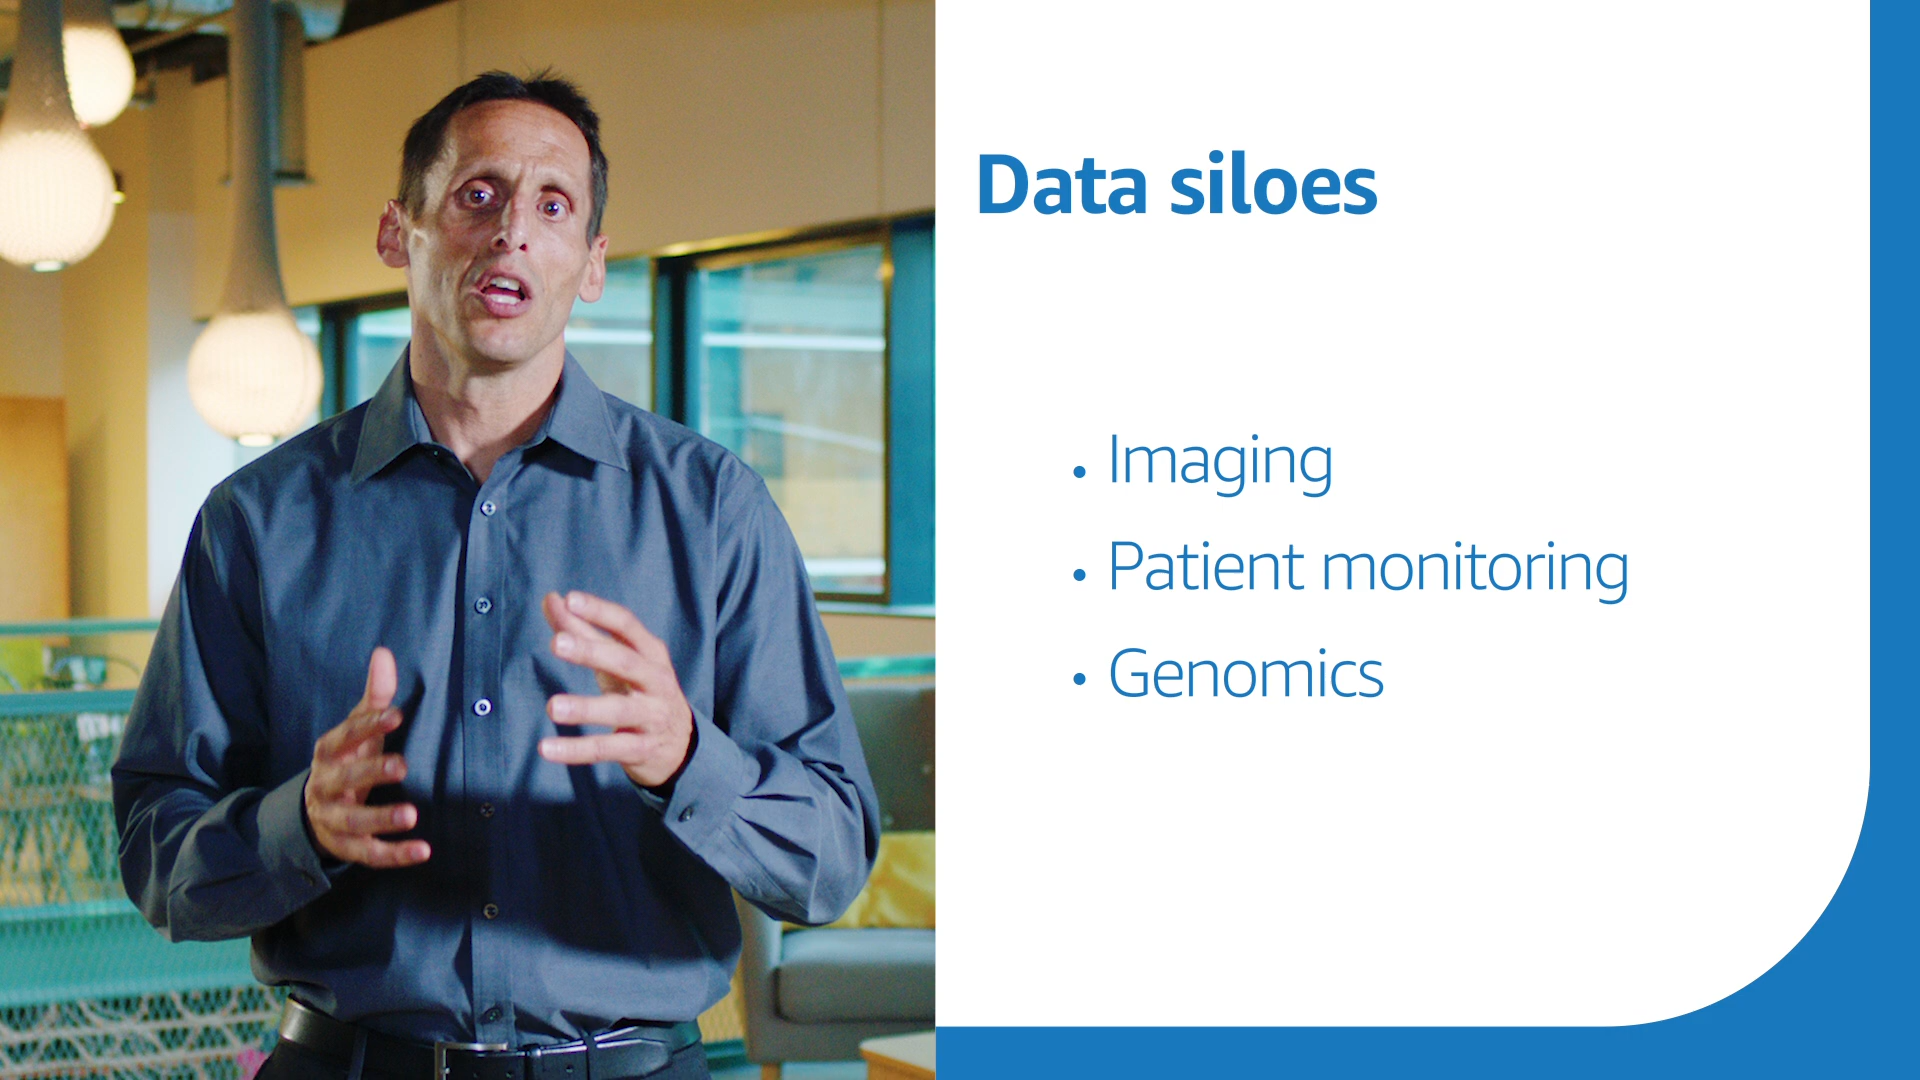 Data siloes
• Imaging
• Patient monitoring
• Genomics